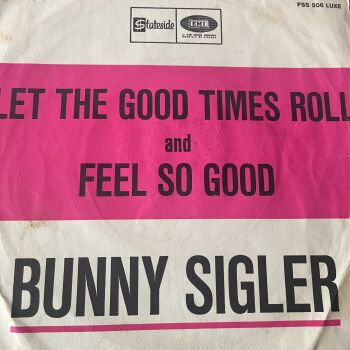 FSS 506 LUXE
Stateside
EMI
LET THE GOOD TIMES ROLL
and
FEEL SO GOOD
BUNNY SIGLER